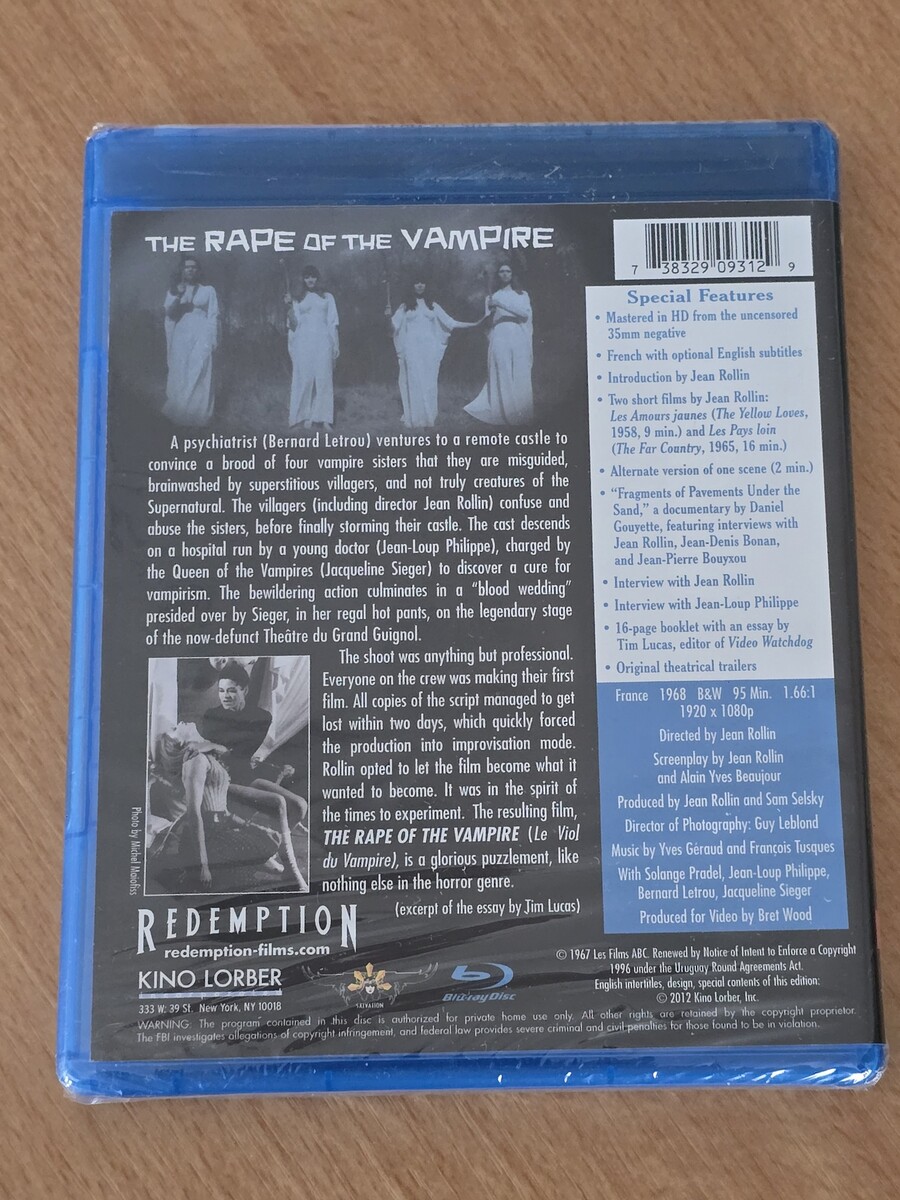 THE RAPE OF THE VAMPIRE
7 38329 09312 9
A psychiatrist (Bernard Letrou) ventures to a remote castle to
convince a brood of four vampire sisters that they are misguided,
brainwashed by superstitious villagers, and not truly creatures of the
Supernatural. The villagers (including director Jean Rollin) confuse and
abuse the sisters, before finally storming their castle. The cast descends
on a hospital run by a young doctor (Jean-Loup Philippe), charged by
the Queen of the Vampires (Jacqueline Sieger) to discover a cure for
vampirism. The bewildering action culminates in a “blood wedding”
presided over by Sieger, in her regal hot pants, on the legendary stage
of the now-defunct Theâtre du Grand Guignol.
The shoot was anything but professional.
Everyone on the crew was making their first
film. All copies of the script managed to get
lost within two days, which quickly forced
the production into improvisation mode.
Rollin opted to let the film become what it
wanted to become. It was in the spirit of
the times to experiment. The resulting film,
THE RAPE OF THE VAMPIRE (Le Viol
du Vampire), is a glorious puzzlement, like
nothing else in the horror genre.
(excerpt of the essay by Tim Lucas)
Photo by Michel Maiofiss
Special Features
• Mastered in HD from the uncensored
35mm negative
• French with optional English subtitles
• Introduction by Jean Rollin
• Two short films by Jean Rollin:
Les Amours jaunes (The Yellow Loves,
1958, 9 min.) and Les Pays loin
(The Far Country, 1965, 16 min.)
• Alternate version of one scene (2 min.)
• “Fragments of Pavements Under the
Sand,” a documentary by Daniel
Gouyette, featuring interviews with
Jean Rollin, Jean-Denis Bonan,
and Jean-Pierre Bouyxou
• Interview with Jean Rollin
• Interview with Jean-Loup Philippe
• 16-page booklet with an essay by
Tim Lucas, editor of Video Watchdog
• Original theatrical trailers
France 1968 B&W 95 Min. 1.66:1
1920 x 1080p
Directed by Jean Rollin
Screenplay by Jean Rollin
and Alain Yves Beaujour
Produced by Jean Rollin and Sam Selsky
Director of Photography: Guy Leblond
Music by Yves Géraud and François Tusques
With Solange Pradel, Jean-Loup Philippe,
Bernard Letrou, Jacqueline Sieger
Produced for Video by Bret Wood
REDEMPTION
redemption-films.com
KINO LORBER
333 W. 39 St. New York, NY 10018
SALVATION
Blu-ray Disc
© 1967 Les Films ABC. Renewed by Notice of Intent to Enforce a Copyright
1996 under the Uruguay Round Agreements Act.
English intertitles, design, special contents of this edition:
© 2012 Kino Lorber, Inc.
WARNING: The program contained in this disc is authorized for private home use only. All other rights are retained by the copyright proprietor.
The FBI investigates allegations of copyright infringement, and federal law provides severe criminal and civil penalties for those found to be in violation.